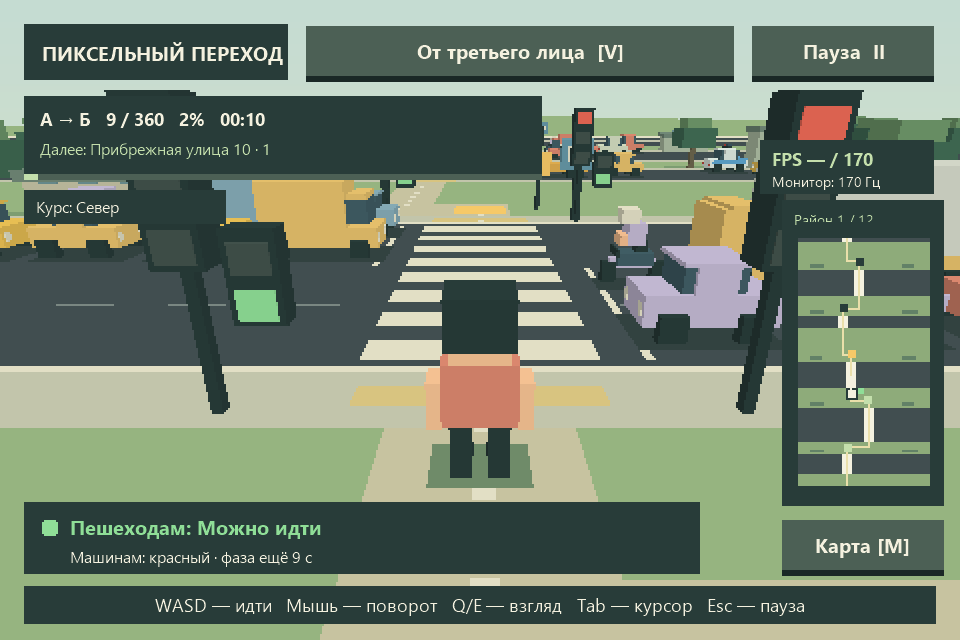 ПИКСЕЛЬНЫЙ ПЕРЕХОД
От третьего лица [V]
Пауза II
А → Б 9 / 360 2% 00:10
Далее: Прибрежная улица 10 · 1
FPS — / 170
Монитор: 170 Гц
Курс: Север
Район 1 / 12
Пешеходам: Можно идти
Машинам: красный · фаза ещё 9 с
Карта [M]
WASD — идти Мышь — поворот Q/E — взгляд Tab — курсор Esc — пауза